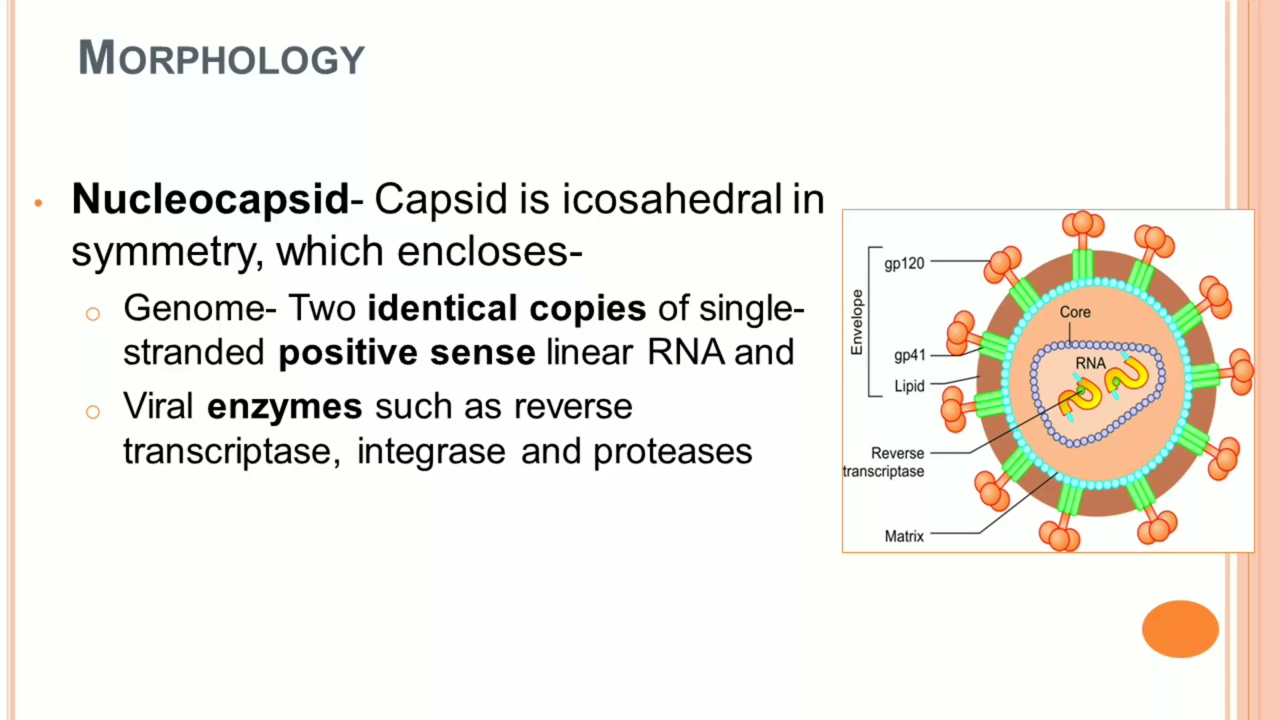 MORPHOLOGY
• Nucleocapsid- Capsid is icosahedral in
symmetry, which encloses-
o Genome- Two identical copies of single-
stranded positive sense linear RNA and
o Viral enzymes such as reverse
transcriptase, integrase and proteases
Envelope
gp120
gp41
Lipid
Reverse
transcriptase
Matrix
Core
RNA